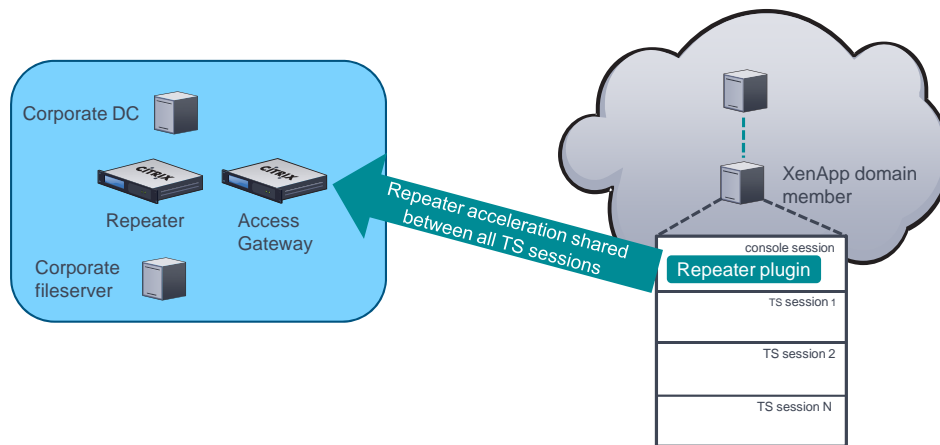 Corporate DC
CITRIX
CITRIX
Repeater
Access
Gateway
Corporate
fileserver
Repeater acceleration shared
between all TS sessions
XenApp domain
member
console session
Repeater plugin
TS session 1
TS session 2
TS session N